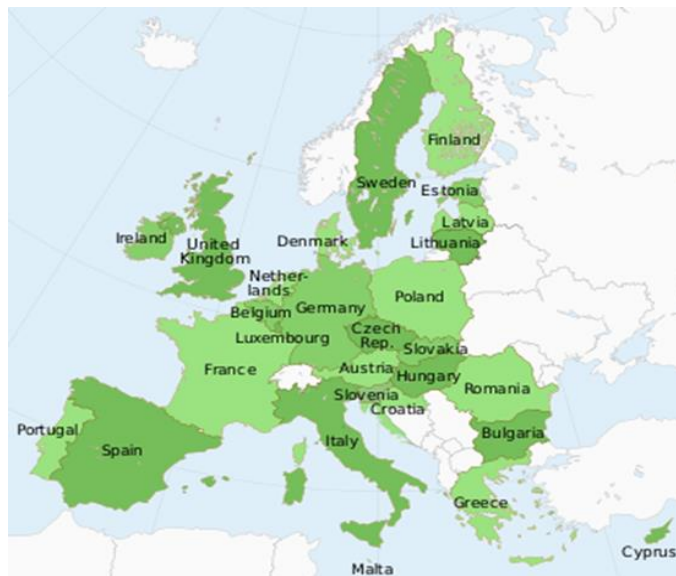 Finland
Sweden
Estonia
Latvia
Lithuania
Denmark
Ireland
United
Kingdom
Nether-
lands
Belgium
Germany
Poland
Luxembourg
Czech
Rep.
Slovakia
France
Austria
Hungary
Romania
Slovenia
Croatia
Portugal
Spain
Italy
Bulgaria
Greece
Cyprus
Malta